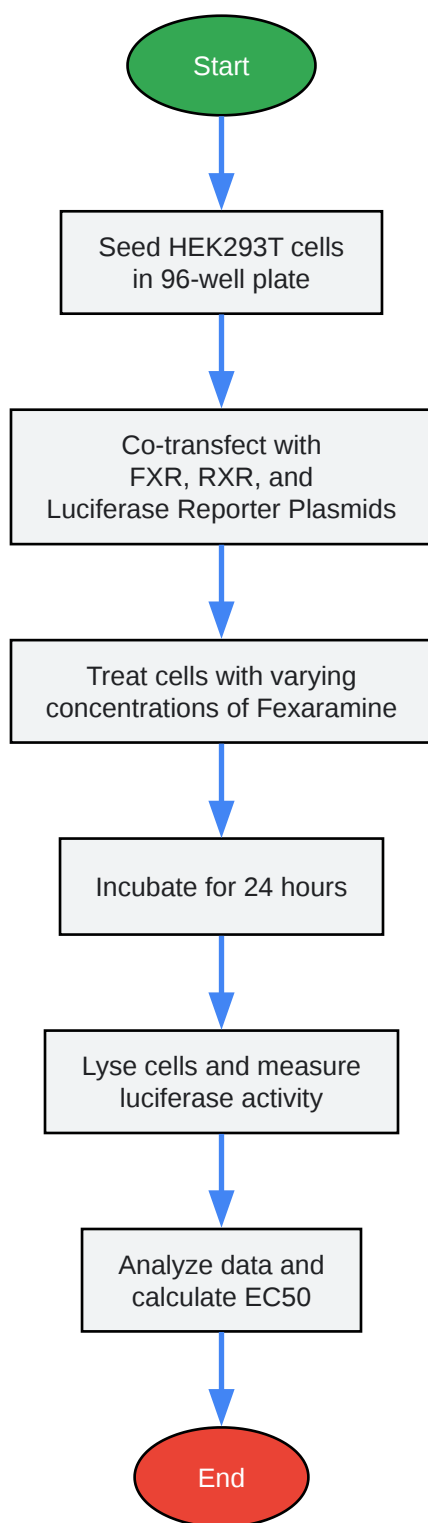 Start
Seed HEK293T cells
in 96-well plate
Co-transfect with
FXR, RXR, and
Luciferase Reporter Plasmids
Treat cells with varying
concentrations of Fexaramine
Incubate for 24 hours
Lyse cells and measure
luciferase activity
Analyze data and
calculate EC50
End